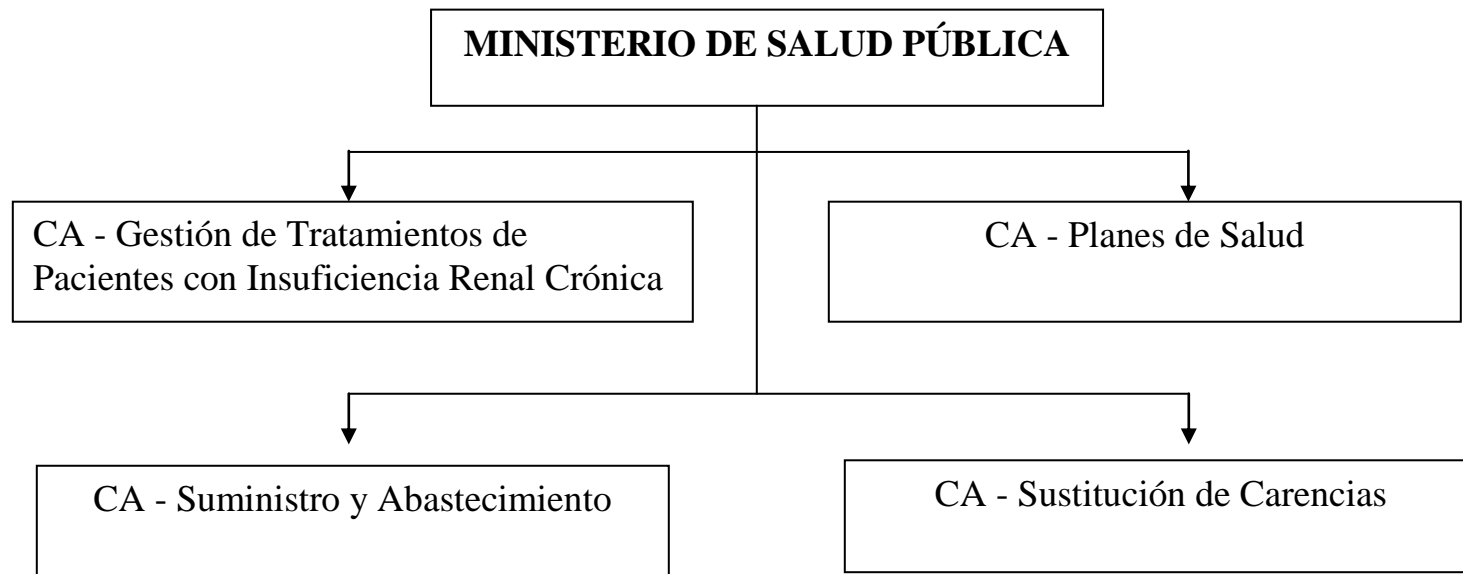 MINISTERIO DE SALUD PÚBLICA
CA - Gestión de Tratamientos de
Pacientes con Insuficiencia Renal Crónica
CA - Planes de Salud
CA - Suministro y Abastecimiento
CA - Sustitución de Carencias